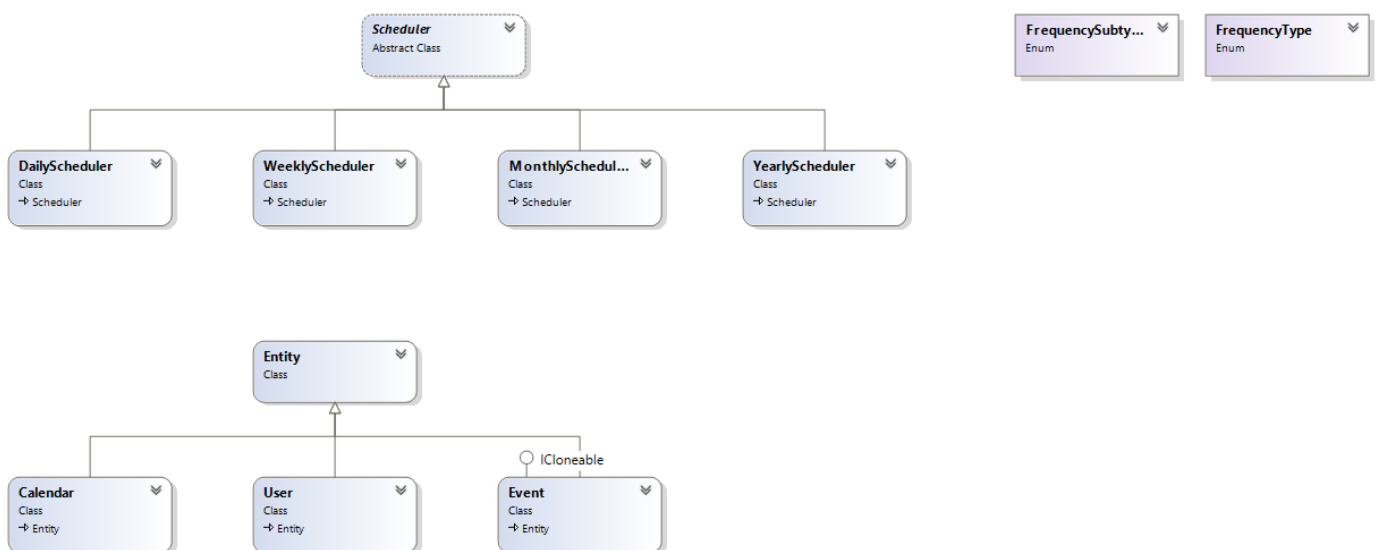 Scheduler
Abstract Class
FrequencySubty...
Enum
FrequencyType
Enum
DailyScheduler
Class
Scheduler
WeeklyScheduler
Class
Scheduler
MonthlySchedul...
Class
Scheduler
YearlyScheduler
Class
Scheduler
Entity
Class
ICloneable
Calendar
Class
Entity
User
Class
Entity
Event
Class
Entity